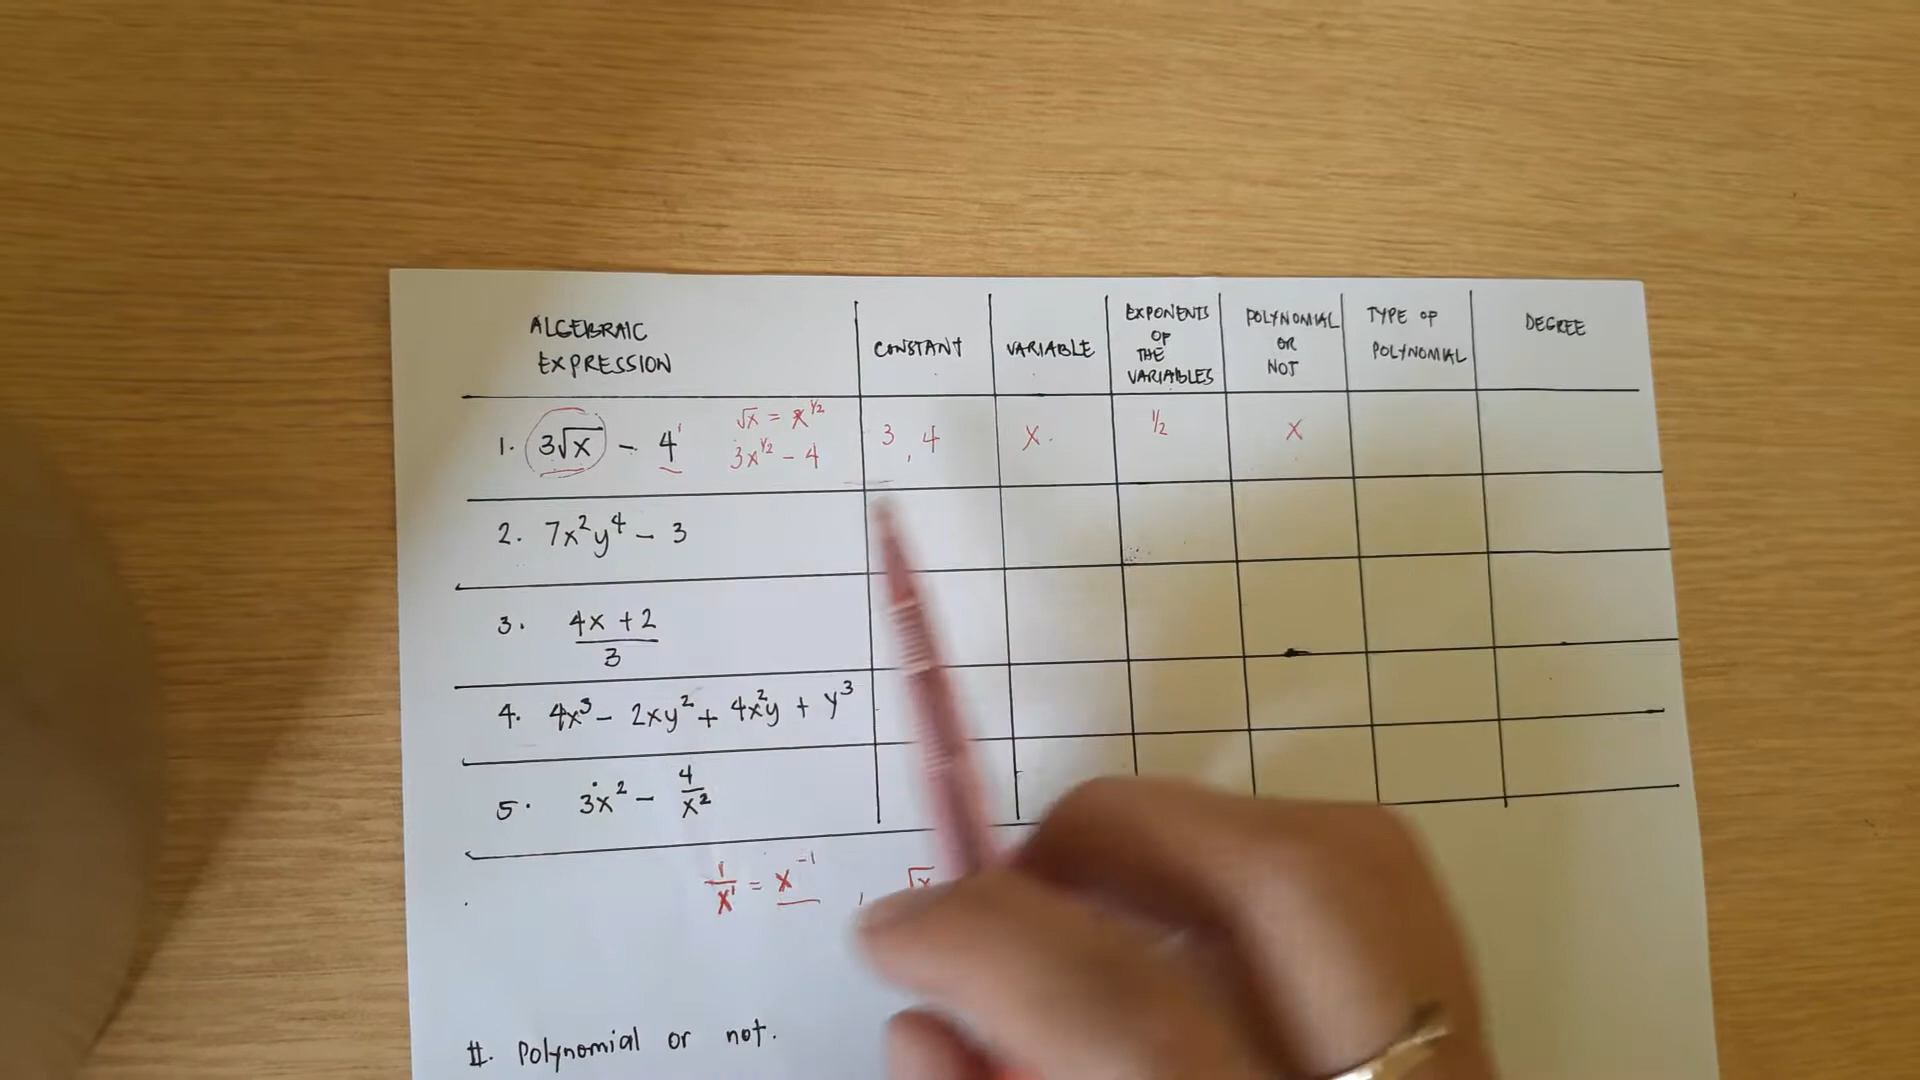 ALGEBRAIC EXPRESSION
CONSTANT
VARIABLE
EXPONENTS OF THE VARIABLES
POLYNOMIAL OR NOT
TYPE OF POLYNOMIAL
DEGREE
1. 3√x - 4¹
√x = x^1/2
3x^1/2 - 4
3, 4
x.
1/2
x
2. 7x²y⁴ - 3
3. (4x + 2)/3
4. 4x³ - 2xy² + 4x²y + y³
5. 3x² - 4/x²
1/x¹ = x⁻¹ , √x
II. Polynomial or not.